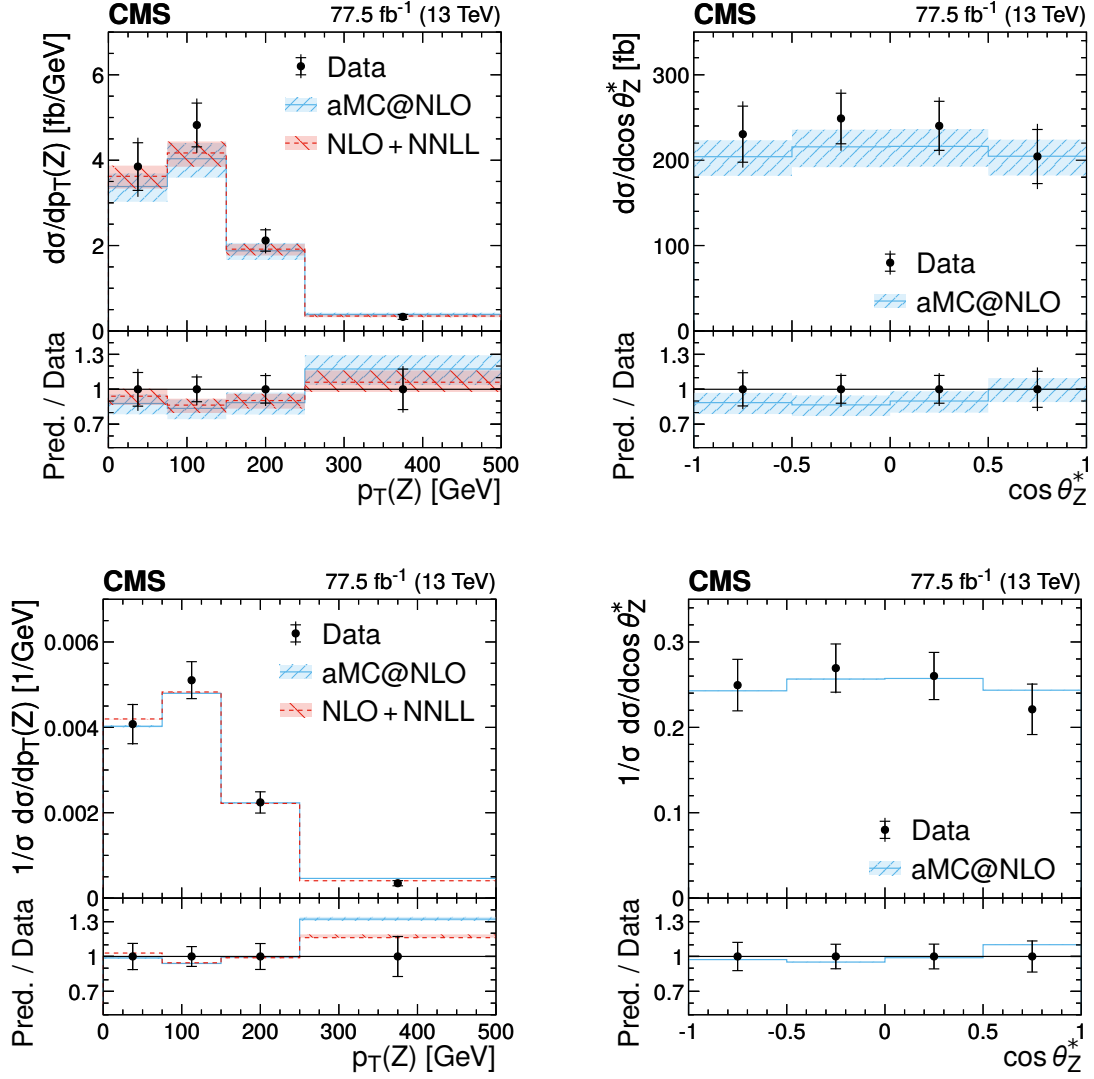 CMS 77.5 fb⁻¹ (13 TeV)
dσ/dp_T(Z) [fb/GeV]
6
4
2
0
Data
aMC@NLO
NLO + NNLL
Pred. / Data
1.3
1
0.7
0 100 200 300 400 500
p_T(Z) [GeV]
CMS 77.5 fb⁻¹ (13 TeV)
dσ/dcos θ*_Z [fb]
300
200
100
0
Data
aMC@NLO
Pred. / Data
1.3
1
0.7
-1 -0.5 0 0.5 1
cos θ*_Z
CMS 77.5 fb⁻¹ (13 TeV)
1/σ dσ/dp_T(Z) [1/GeV]
0.006
0.004
0.002
0
Data
aMC@NLO
NLO + NNLL
Pred. / Data
1.3
1
0.7
0 100 200 300 400 500
p_T(Z) [GeV]
CMS 77.5 fb⁻¹ (13 TeV)
1/σ dσ/dcos θ*_Z
0.3
0.2
0.1
0
Data
aMC@NLO
Pred. / Data
1.3
1
0.7
-1 -0.5 0 0.5 1
cos θ*_Z